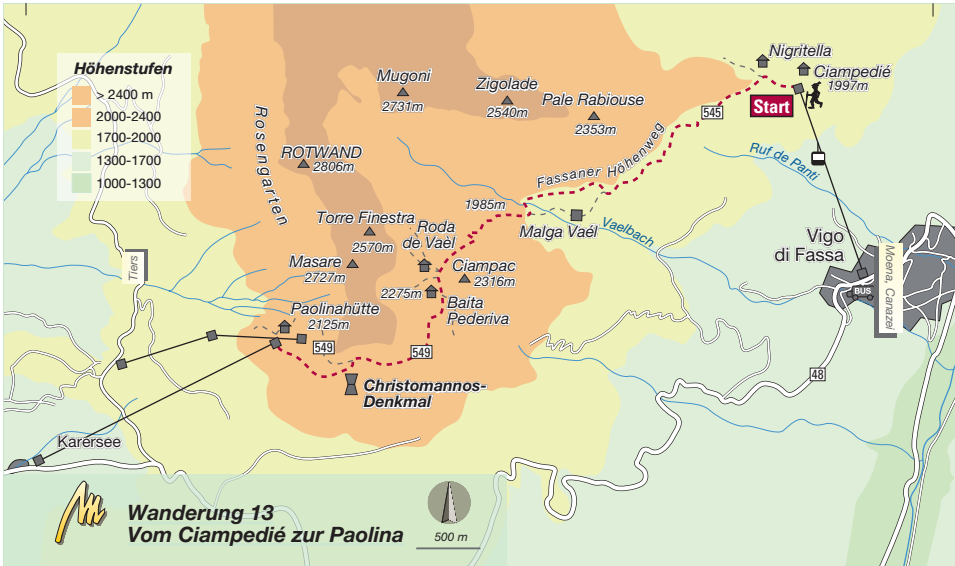 Höhenstufen
> 2400 m
2000-2400
1700-2000
1300-1700
1000-1300
Mugoni
2731m
Zigolade
2540m
Pale Rabiouse
2353m
Nigritella
Ciampedié
1997m
Start
545
Rosengarten
ROTWAND
2806m
Fassaner Höhenweg
Ruf de Panti
1985m
Malga Vaél
Vaelbach
Torre Finestra
2570m
Roda
de Vaèl
Masare
2727m
Ciampac
2316m
2275m
Baita
Pederiva
Vigo
di Fassa
Moena, Canazei
BUS
Tiers
Paolinahütte
2125m
549
549
48
Christomannos-
Denkmal
Karersee
Wanderung 13
Vom Ciampedié zur Paolina
500 m